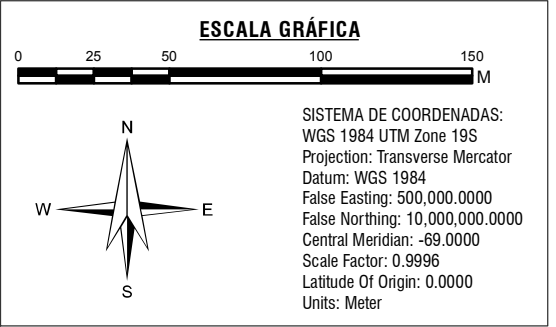 ESCALA GRÁFICA
0 25 50 100 150
M
SISTEMA DE COORDENADAS:
WGS 1984 UTM Zone 19S
Projection: Transverse Mercator
Datum: WGS 1984
False Easting: 500,000.0000
False Northing: 10,000,000.0000
Central Meridian: -69.0000
Scale Factor: 0.9996
Latitude Of Origin: 0.0000
Units: Meter
N
W E
S